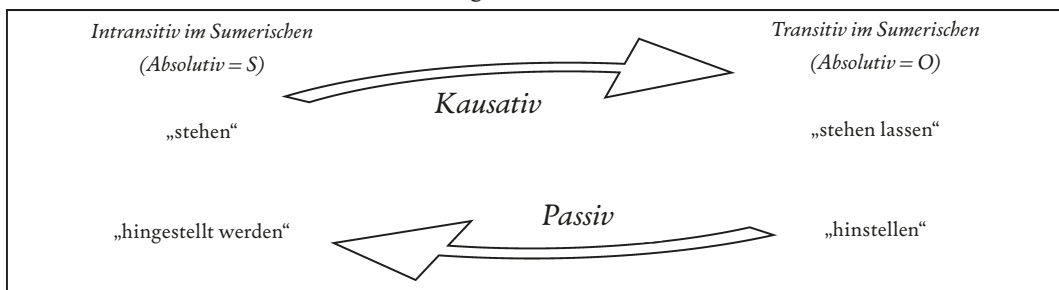 Intransitiv im Sumerischen
(Absolutiv = S)
Transitiv im Sumerischen
(Absolutiv = O)
Kausativ
„stehen“
„stehen lassen“
Passiv
„hingestellt werden“
„hinstellen“